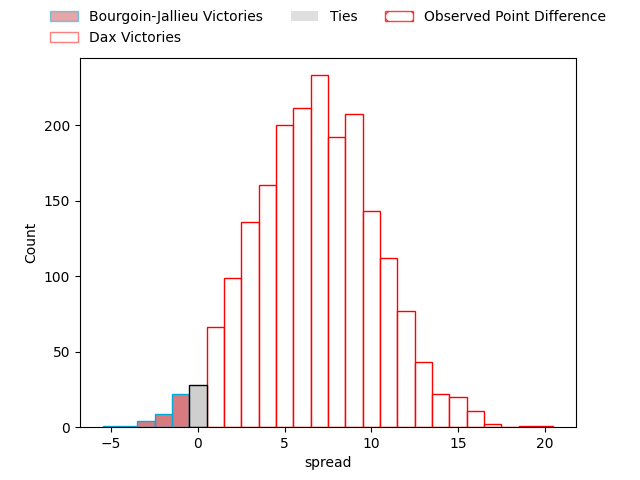 Bourgoin-Jallieu Victories
Ties
Observed Point Difference
Dax Victories
200
150
100
50
0
Count
−5
0
5
10
15
20
spread